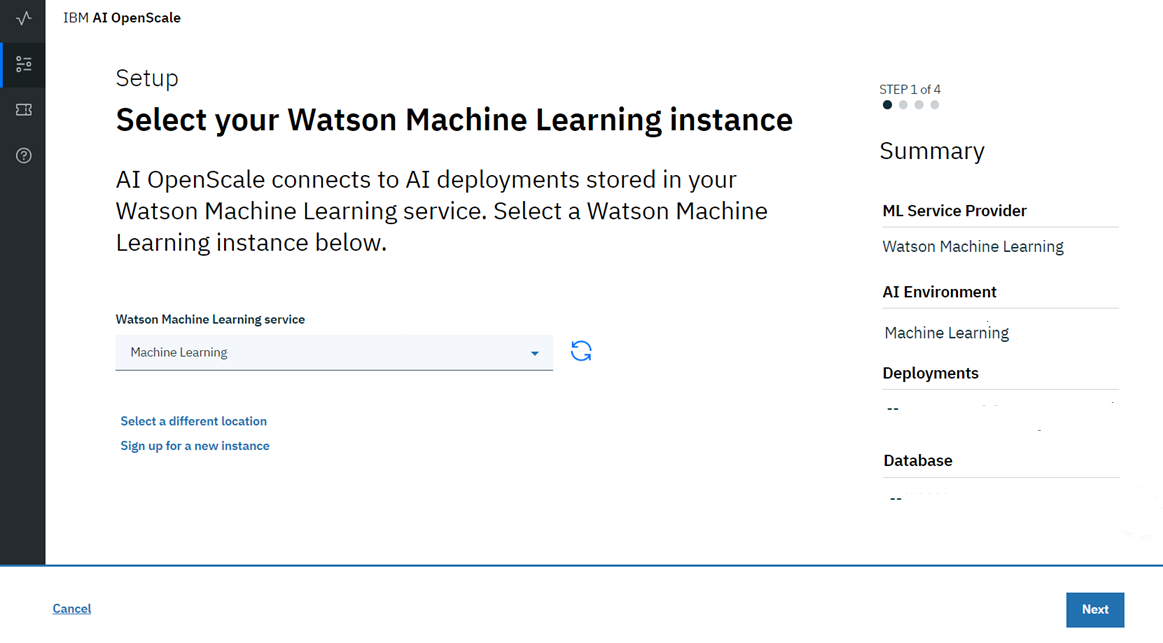 IBM AI OpenScale
Setup
Select your Watson Machine Learning instance
AI OpenScale connects to AI deployments stored in your
Watson Machine Learning service. Select a Watson Machine
Learning instance below.
Watson Machine Learning service
Machine Learning
Select a different location
Sign up for a new instance
STEP 1 of 4
Summary
ML Service Provider
Watson Machine Learning
AI Environment
Machine Learning
Deployments
--
Database
--
Cancel
Next